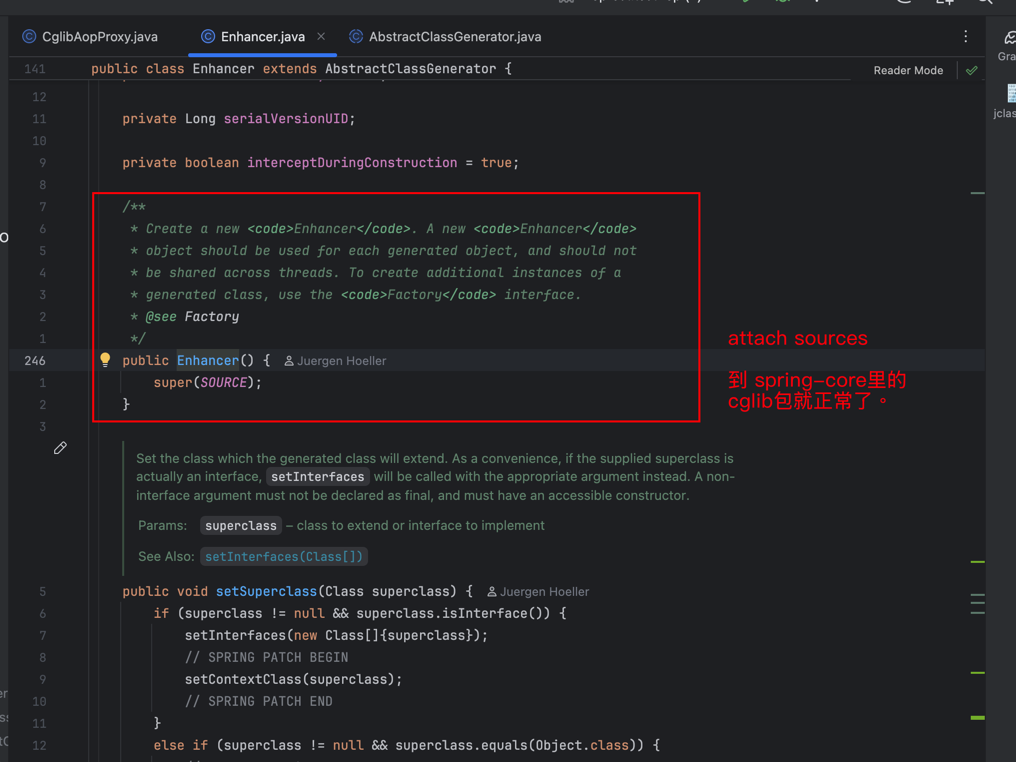 CglibAopProxy.java Enhancer.java AbstractClassGenerator.java
Gra
141 public class Enhancer extends AbstractClassGenerator { Reader Mode
jclas
12
11 private Long serialVersionUID;
10
9 private boolean interceptDuringConstruction = true;
8
7 /**
6 * Create a new <code>Enhancer</code>. A new <code>Enhancer</code>
5 * object should be used for each generated object, and should not
4 * be shared across threads. To create additional instances of a
3 * generated class, use the <code>Factory</code> interface.
2 * @see Factory
1 */
246 public Enhancer() { Juergen Hoeller
1 super(SOURCE);
2 }
3
attach sources
到 spring-core里的
cglib包就正常了。
Set the class which the generated class will extend. As a convenience, if the supplied superclass is
actually an interface, setInterfaces will be called with the appropriate argument instead. A non-
interface argument must not be declared as final, and must have an accessible constructor.
Params: superclass – class to extend or interface to implement
See Also: setInterfaces(Class[])
5 public void setSuperclass(Class superclass) { Juergen Hoeller
6 if (superclass != null && superclass.isInterface()) {
7 setInterfaces(new Class[]{superclass});
8 // SPRING PATCH BEGIN
9 setContextClass(superclass);
10 // SPRING PATCH END
11 }
12 else if (superclass != null && superclass.equals(Object.class)) {